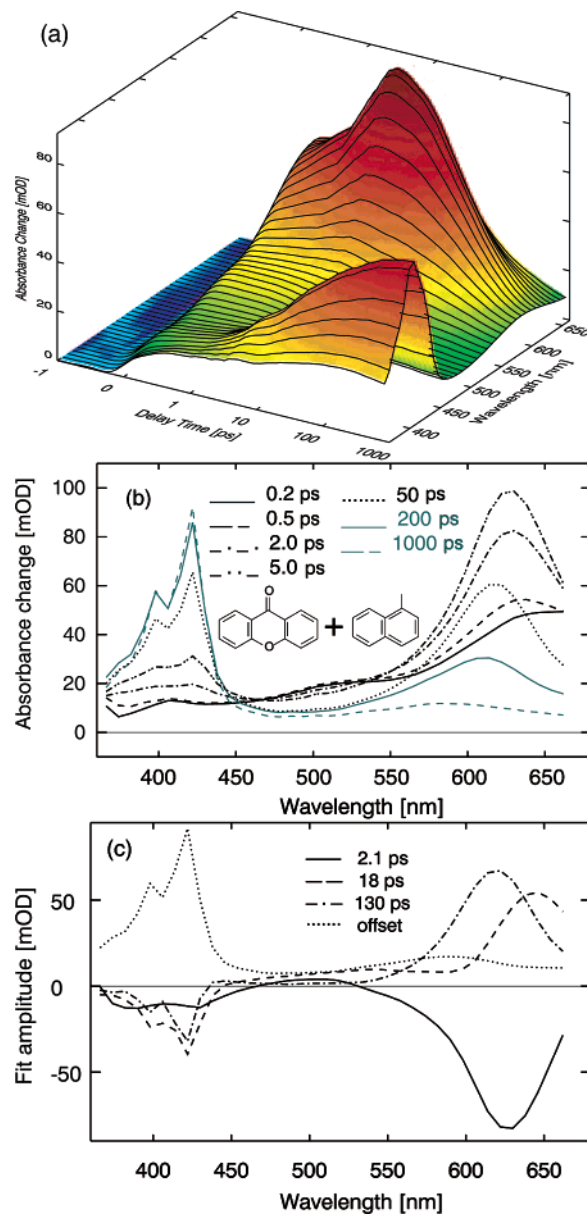 (a)
Absorbance Change [mOD]
80
60
40
20
0
-1
0
1
10
100
1000
Delay Time [ps]
400
450
500
550
600
650
Wavelength [nm]
(b)
0.2 ps
0.5 ps
2.0 ps
5.0 ps
50 ps
200 ps
1000 ps
O
O
+
Absorbance change [mOD]
100
80
60
40
20
0
400 450 500 550 600 650
Wavelength [nm]
(c)
2.1 ps
18 ps
130 ps
offset
Fit amplitude [mOD]
50
0
-50
400 450 500 550 600 650
Wavelength [nm]